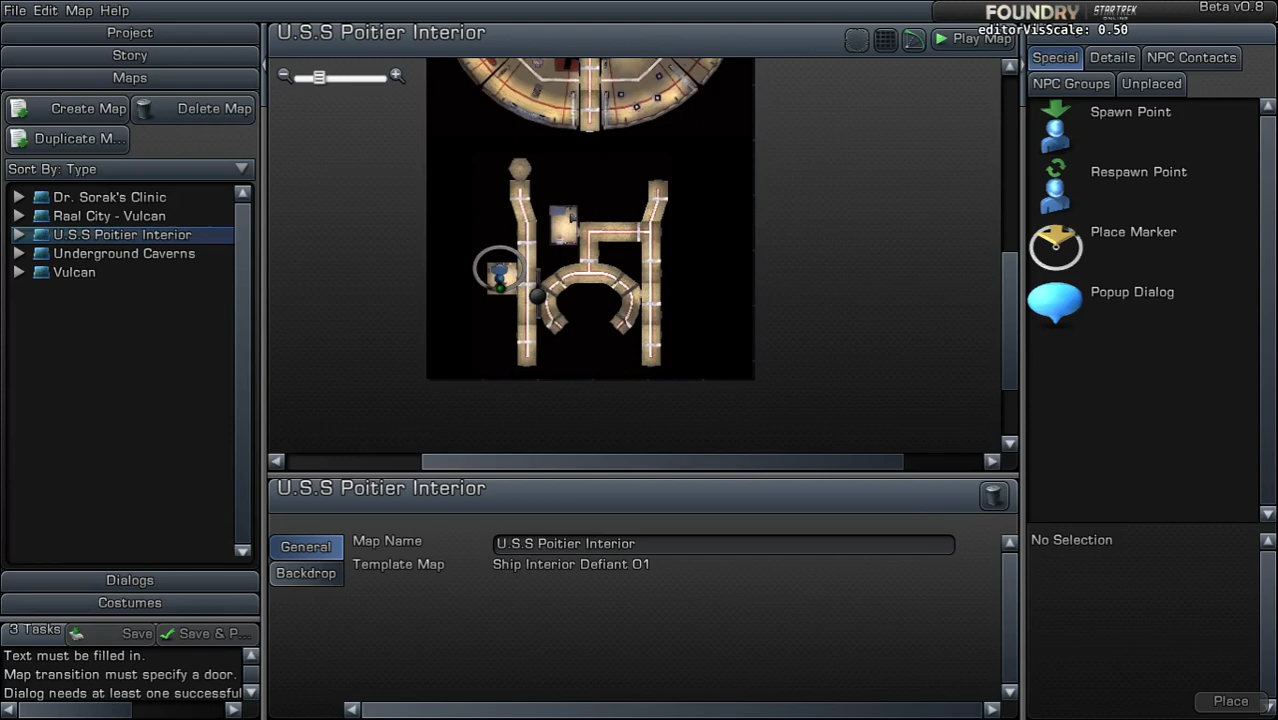 File Edit Map Help
FOUNDRY STAR TREK ONLINE
Beta v0.8
editorVisScale: 0.50
Project
Story
Maps
Create Map
Delete Map
Duplicate M...
Sort By: Type
Dr. Sorak's Clinic
Raal City - Vulcan
U.S.S Poitier Interior
Underground Caverns
Vulcan
Dialogs
Costumes
3 Tasks
Save
Save & P...
Text must be filled in.
Map transition must specify a door.
Dialog needs at least one successful
U.S.S Poitier Interior
Play Map
U.S.S Poitier Interior
General
Backdrop
Map Name
U.S.S Poitier Interior
Template Map
Ship Interior Defiant 01
Special
Details
NPC Contacts
NPC Groups
Unplaced
Spawn Point
Respawn Point
Place Marker
Popup Dialog
No Selection
Place